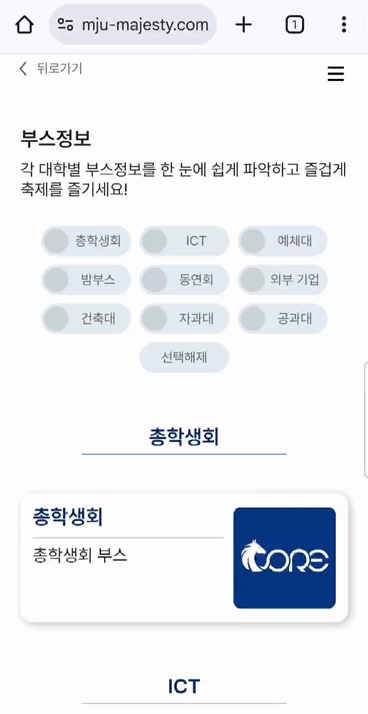 mju-majesty.com
1
뒤로가기
부스정보
각 대학별 부스정보를 한 눈에 쉽게 파악하고 즐겁게
축제를 즐기세요!
총학생회
ICT
예체대
밤부스
동연회
외부 기업
건축대
자과대
공과대
선택해제
총학생회
총학생회
총학생회 부스
CORE
ICT